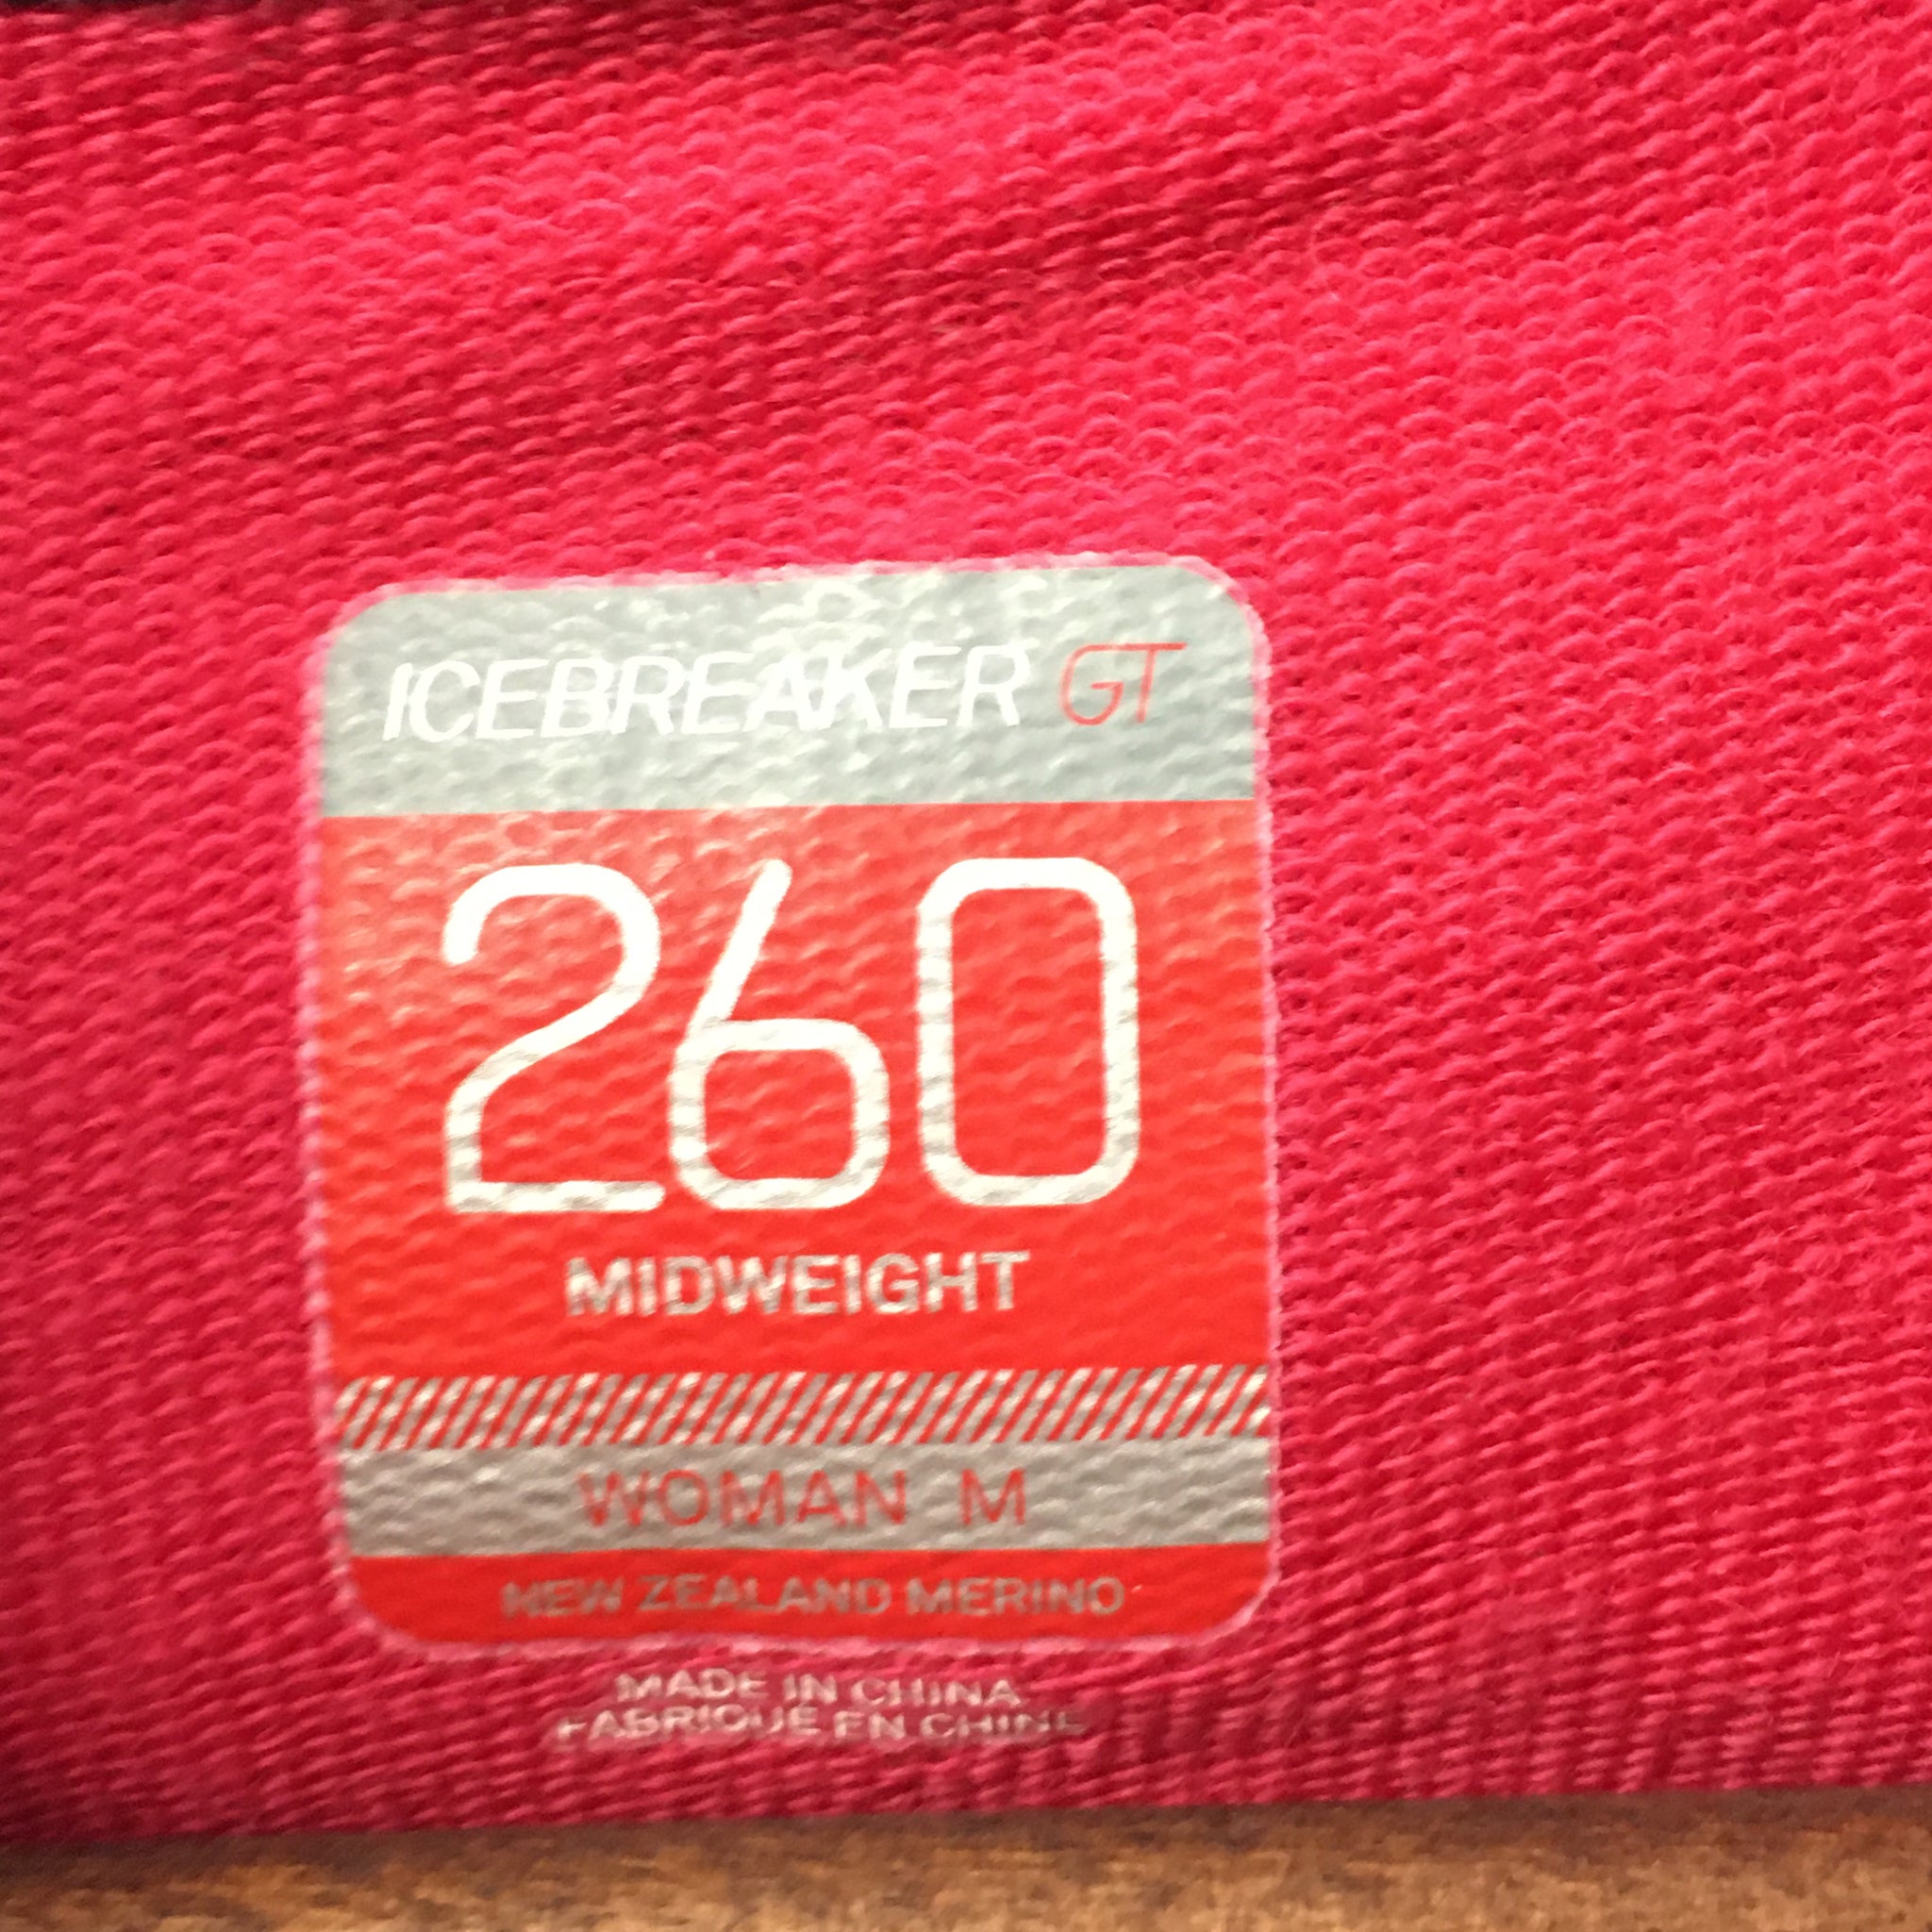 ICEBREAKER GT
260
MIDWEIGHT
WOMAN M
NEW ZEALAND MERINO
MADE IN CHINA
FABRIQUE EN CHINE